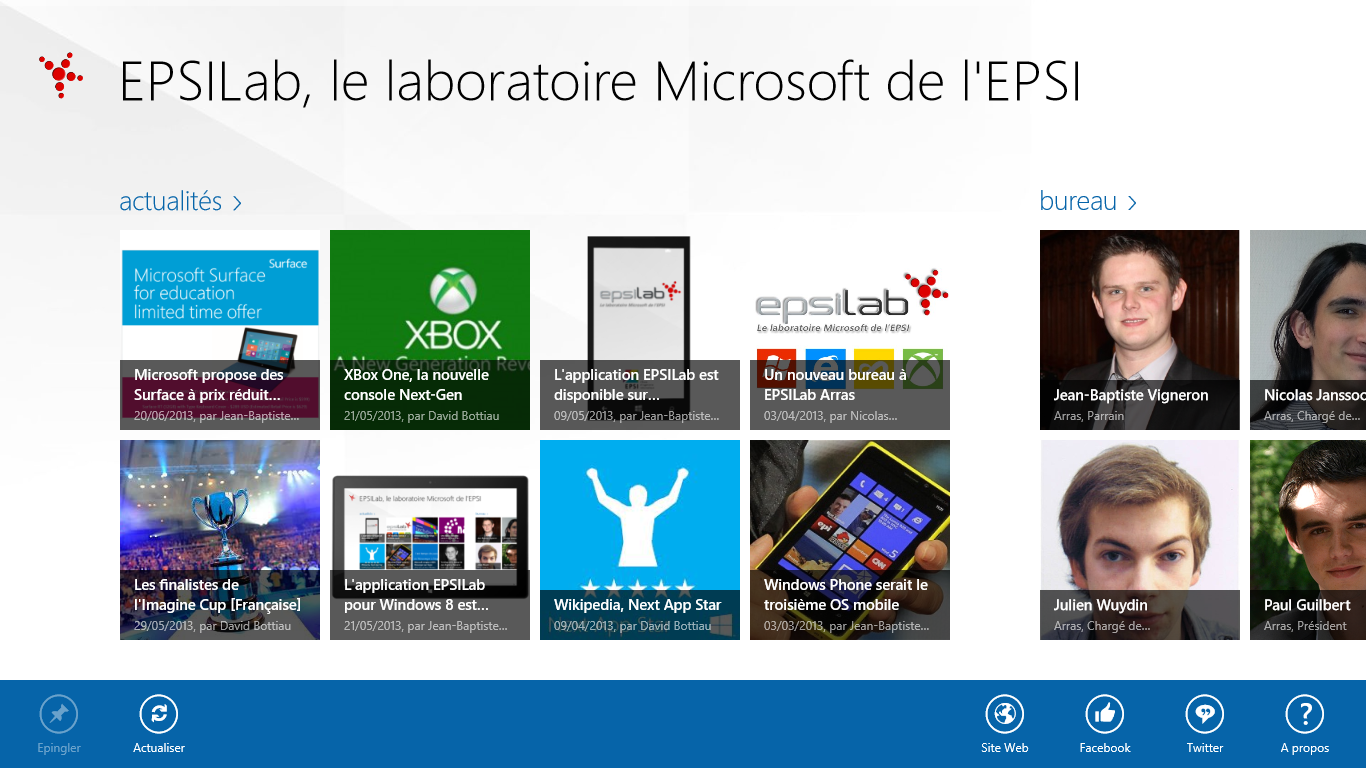 EPSILab, le laboratoire Microsoft de l'EPSI
actualités >
bureau >
Surface
Microsoft Surface
for education
limited time offer
Microsoft propose des
Surface à prix réduit...
20/06/2013, par Jean-Baptiste...
XBOX
A New Generation Rev
XBox One, la nouvelle
console Next-Gen
21/05/2013, par David Bottiau
epsilab
Le laboratoire Microsoft de l'EPSI
L'application EPSILab est
disponible sur...
09/05/2013, par Jean-Baptiste...
epsilab
Le laboratoire Microsoft de l'EPSI
Un nouveau bureau à
EPSILab Arras
03/04/2013, par Nicolas...
Jean-Baptiste Vigneron
Arras, Parrain
Nicolas Janssoo
Arras, Chargé de...
Les finalistes de
l'Imagine Cup [Française]
29/05/2013, par David Bottiau
EPSILab, le laboratoire Microsoft de l'EPSI
L'application EPSILab
pour Windows 8 est...
21/05/2013, par Jean-Baptiste...
Wikipedia, Next App Star
09/04/2013, par David Bottiau
epi
CNN
Windows Phone serait le
troisième OS mobile
03/03/2013, par Jean-Baptiste...
Julien Wuydin
Arras, Chargé de...
Paul Guilbert
Arras, Président
Epingler
Actualiser
Site Web
Facebook
Twitter
A propos